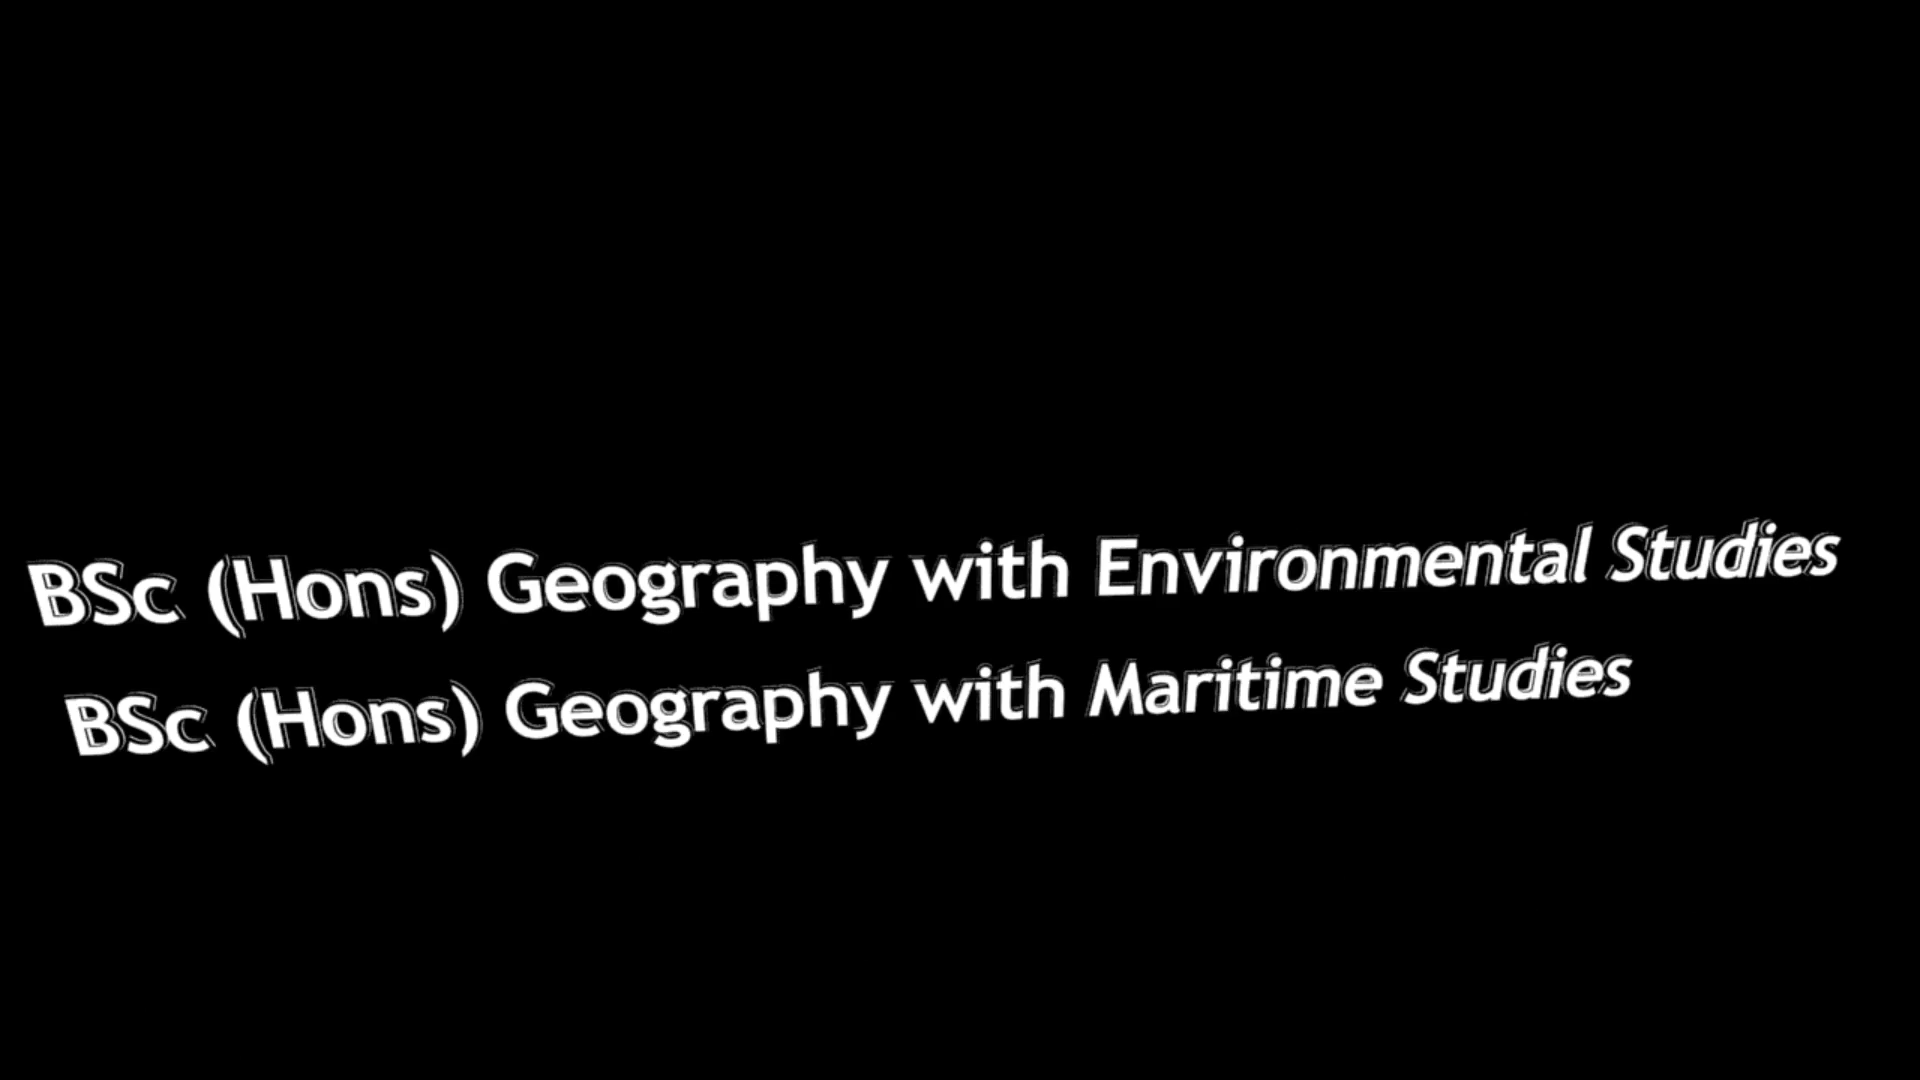 BSc (Hons) Geography with Environmental Studies
BSc (Hons) Geography with Maritime Studies